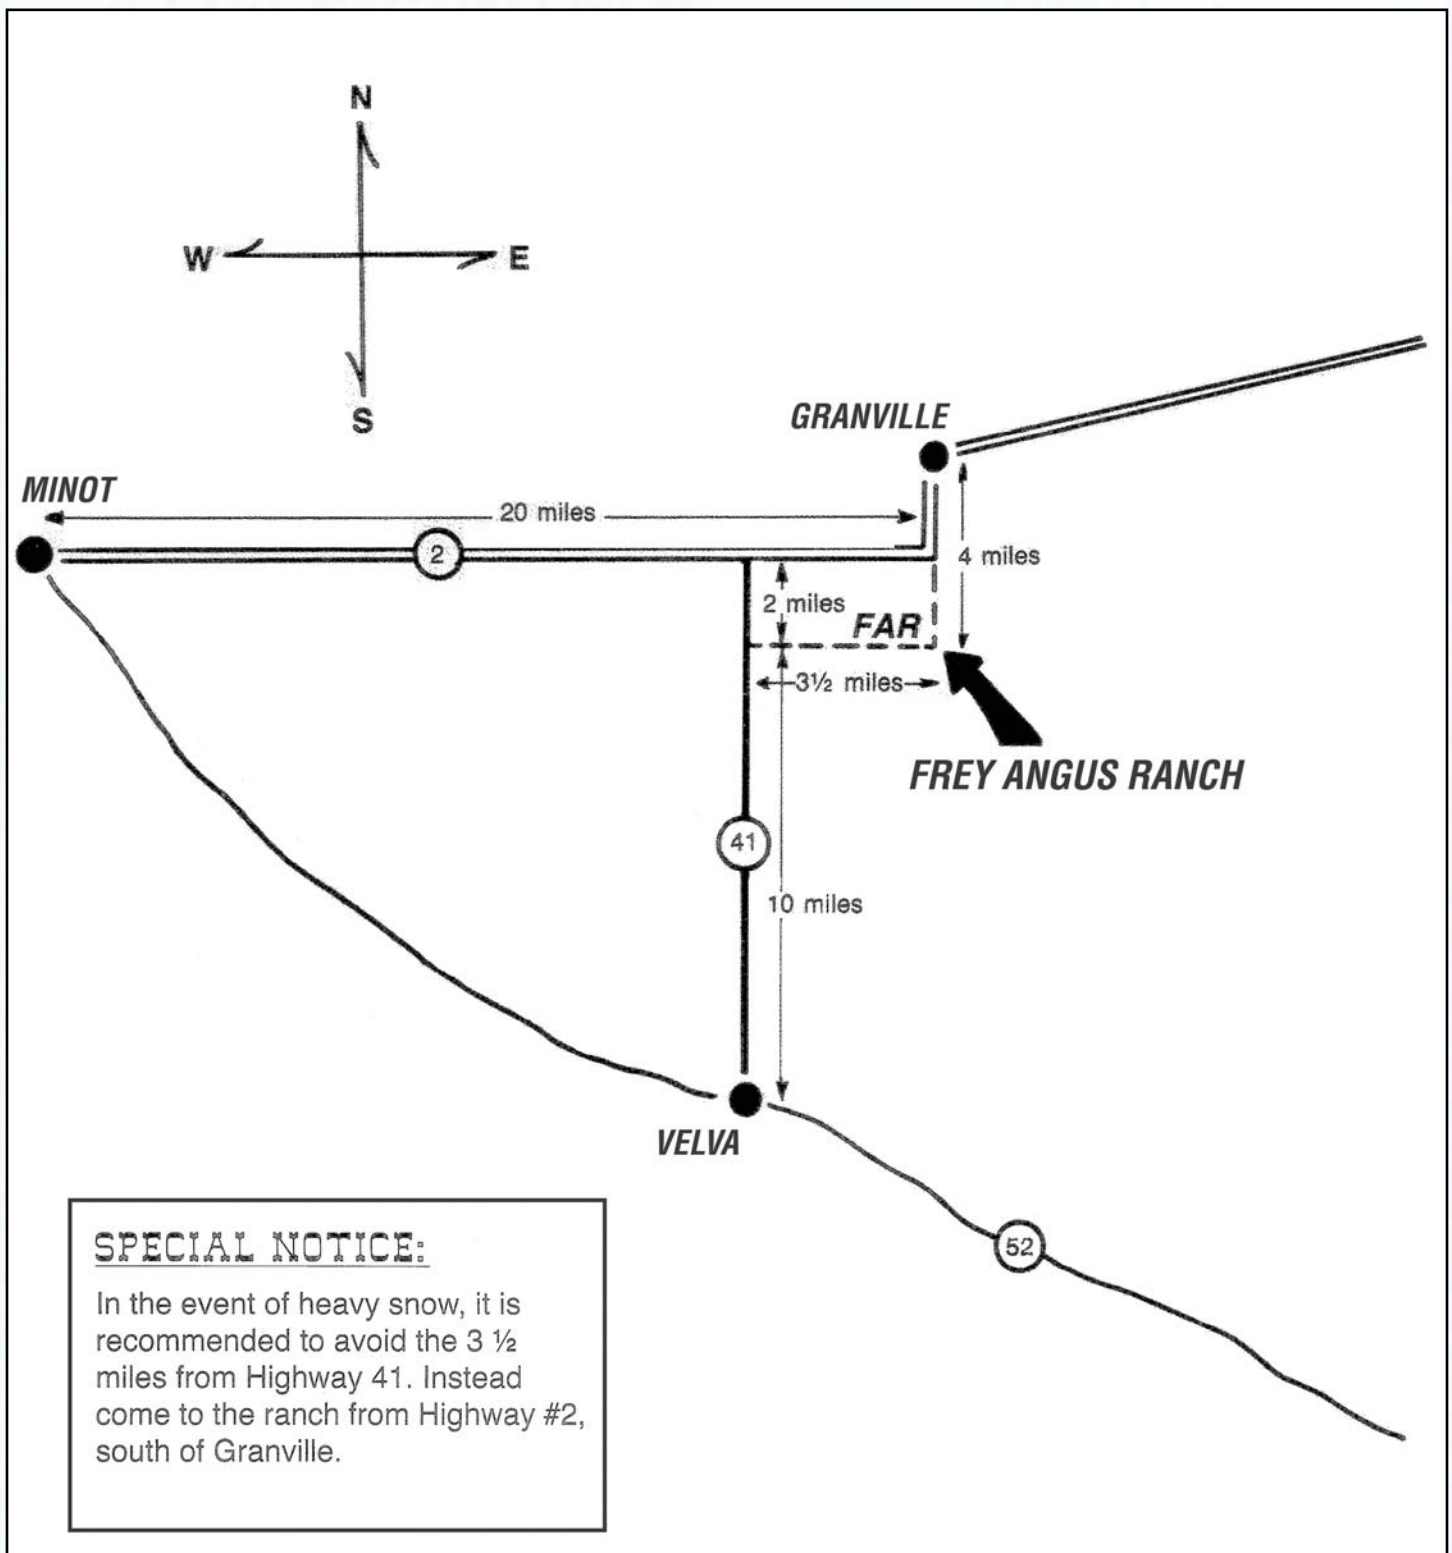 N
W
E
S
GRANVILLE
MINOT
20 miles
2
4 miles
2 miles
FAR
3½ miles
FREY ANGUS RANCH
41
10 miles
VELVA
52
SPECIAL NOTICE:
In the event of heavy snow, it is
recommended to avoid the 3 ½
miles from Highway 41. Instead
come to the ranch from Highway #2,
south of Granville.